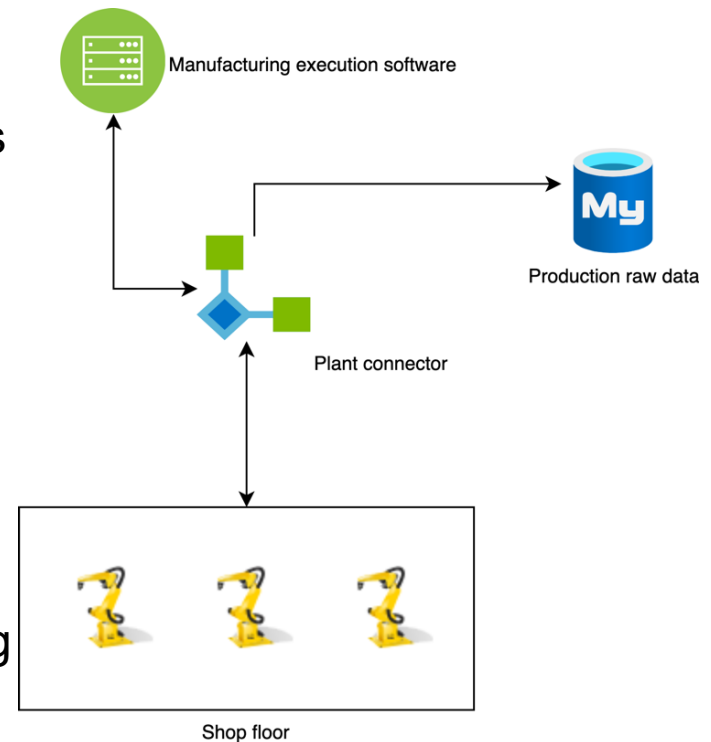 Manufacturing execution software
s
My
Production raw data
Plant connector
g
Shop floor